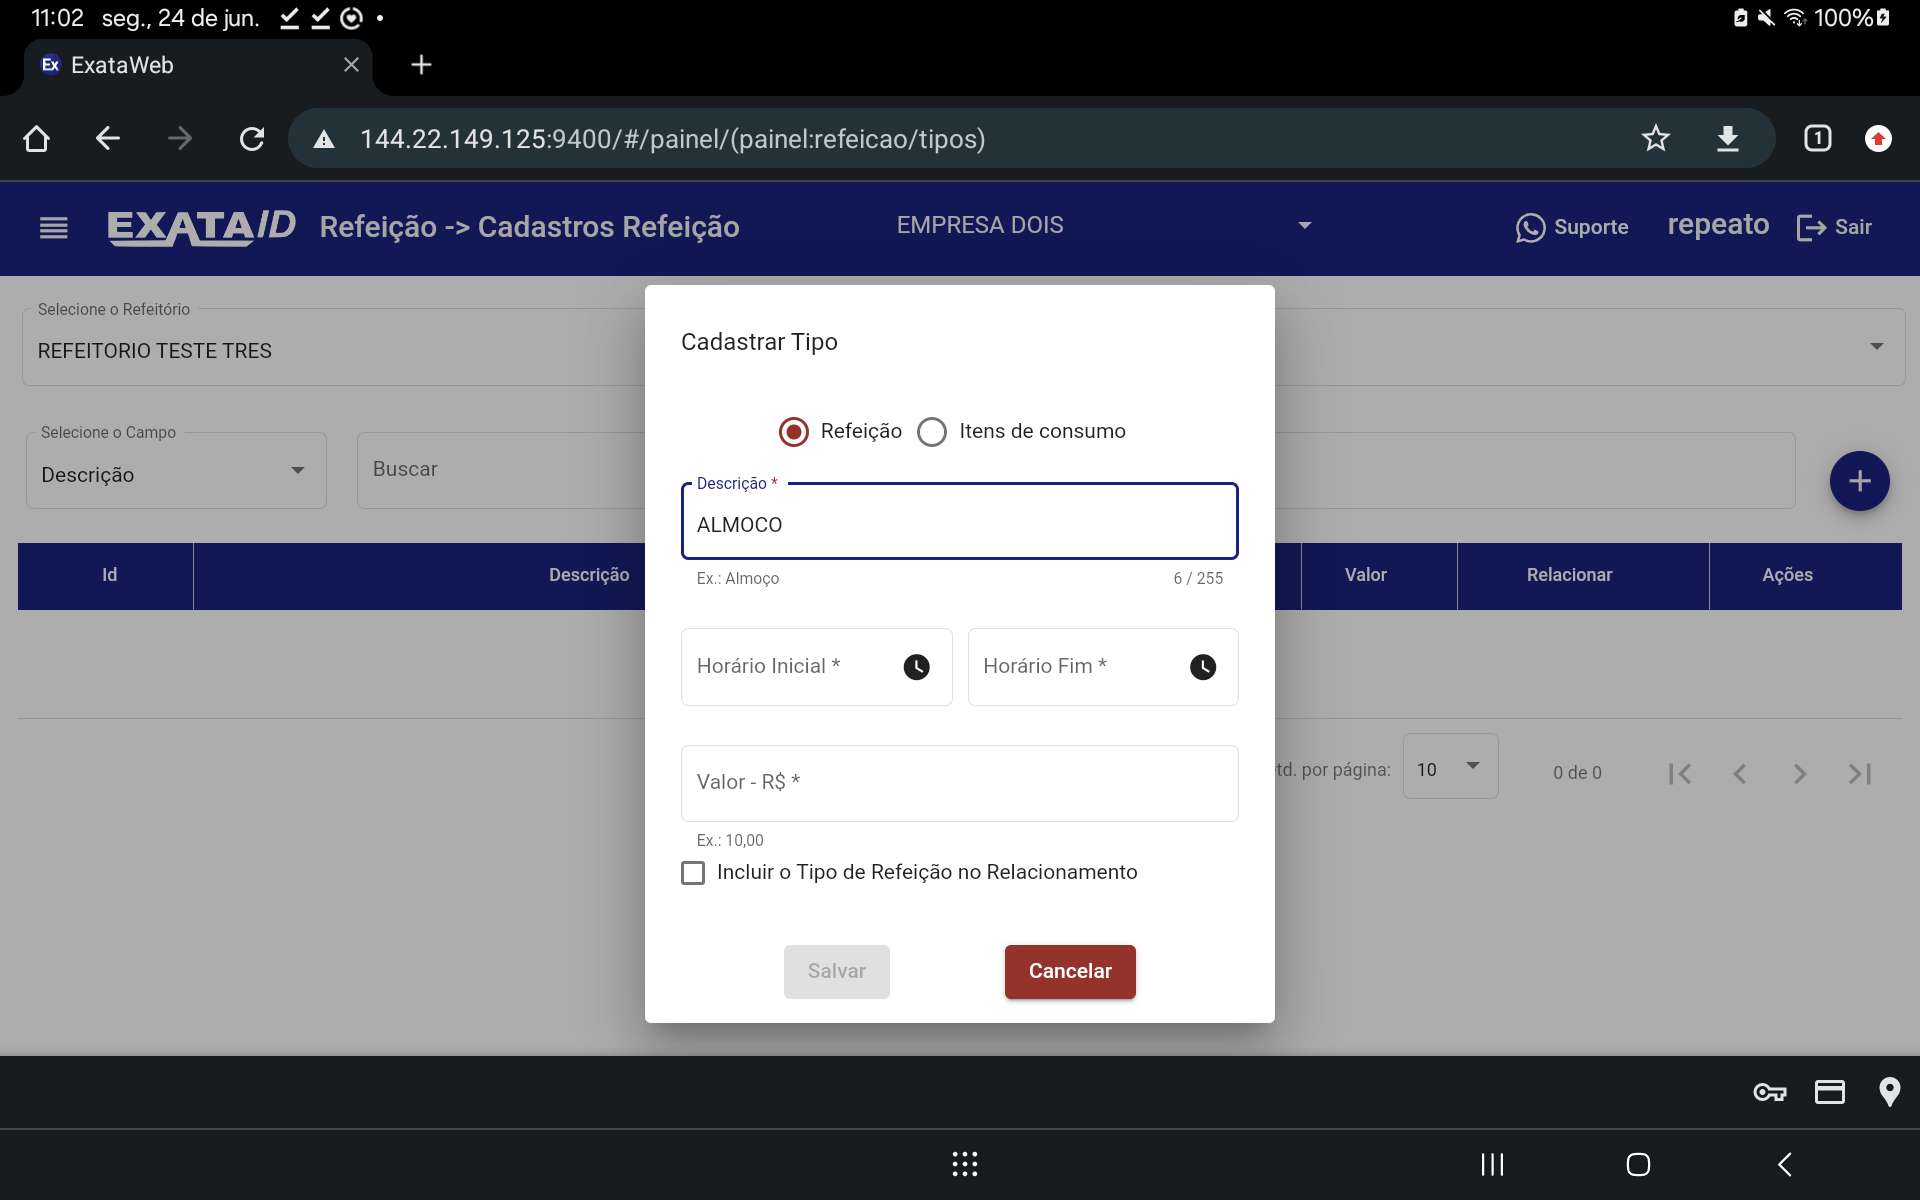 11:02 seg., 24 de jun. 100%
Ex ExataWeb
144.22.149.125:9400/#/painel/(painel:refeicao/tipos) 1
EXATAID Refeição -> Cadastros Refeição EMPRESA DOIS Suporte repeato Sair
Selecione o Refeitório
REFEITORIO TESTE TRES
Cadastrar Tipo
Refeição Itens de consumo
Selecione o Campo
Descrição
Buscar
Descrição *
ALMOCO
Ex.: Almoço 6 / 255
Id Descrição Valor Relacionar Ações
Horário Inicial * Horário Fim *
Valor - R$ *
Ex.: 10,00
td. por página: 10 0 de 0
Incluir o Tipo de Refeição no Relacionamento
Salvar Cancelar